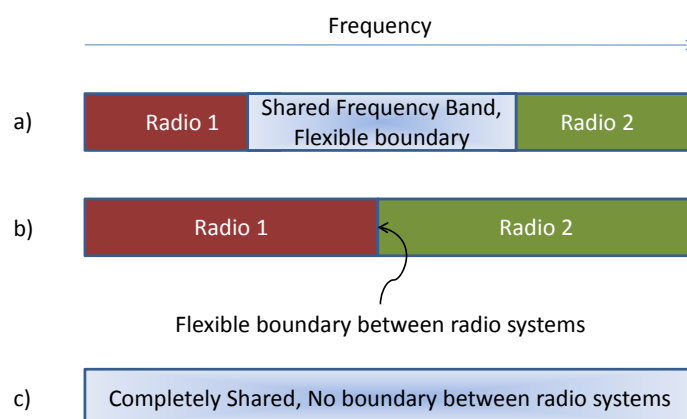 Frequency
a)
Radio 1
Shared Frequency Band,
Flexible boundary
Radio 2
b)
Radio 1
Radio 2
Flexible boundary between radio systems
c)
Completely Shared, No boundary between radio systems